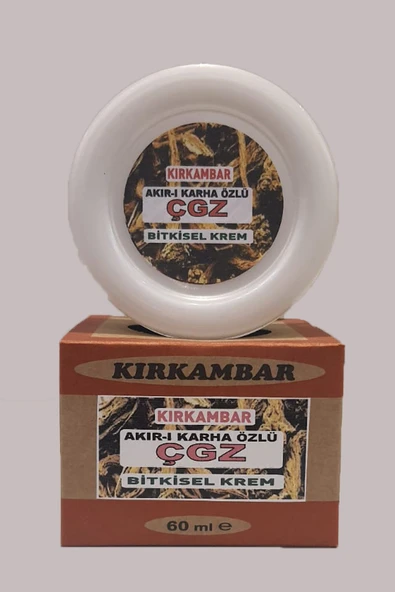 KIRKAMBAR
AKIR-I KARHA ÖZLÜ
ÇGZ
BİTKİSEL KREM
KIRKAMBAR
KIRKAMBAR
AKIR-I KARHA ÖZLÜ
ÇGZ
BİTKİSEL KREM
60 ml e